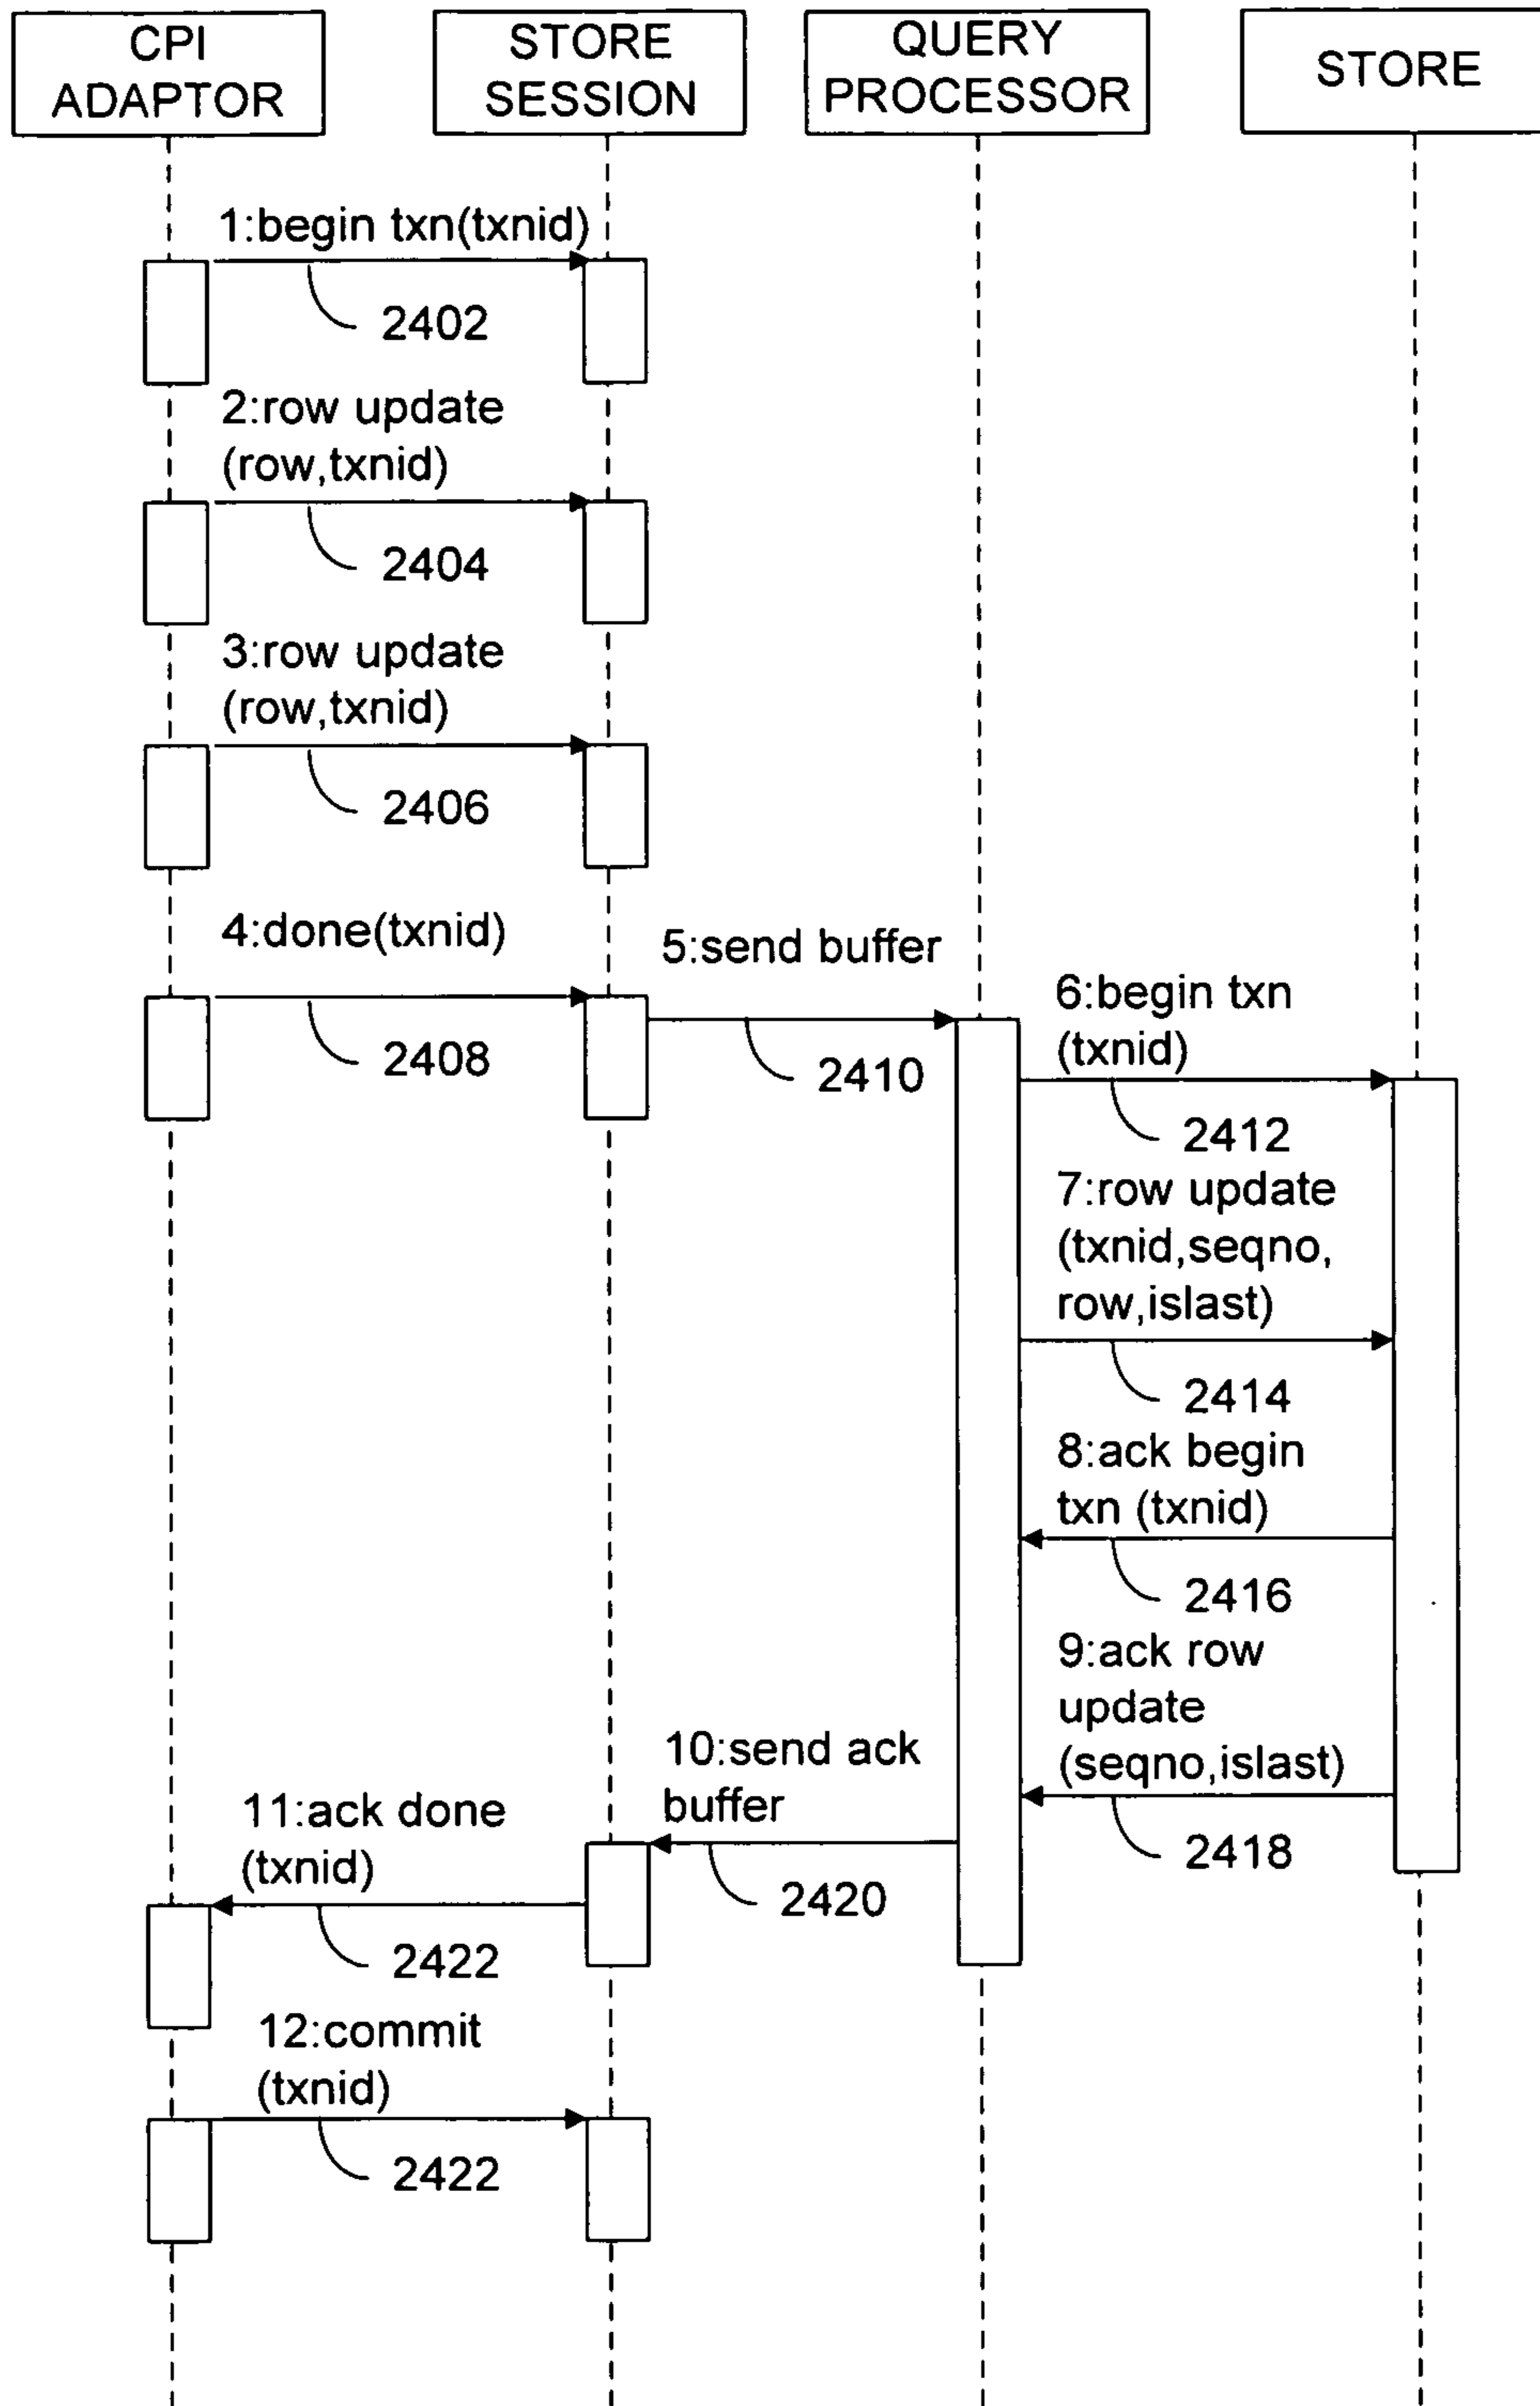 CPI
ADAPTOR
STORE
SESSION
QUERY
PROCESSOR
STORE
1:begin txn(txnid)
2402
2:row update
(row,txnid)
2404
3:row update
(row,txnid)
2406
4:done(txnid)
2408
5:send buffer
2410
6:begin txn
(txnid)
2412
7:row update
(txnid,seqno,
row,islast)
2414
8:ack begin
txn (txnid)
2416
9:ack row
update
(seqno,islast)
2418
10:send ack
buffer
2420
11:ack done
(txnid)
2422
12:commit
(txnid)
2422